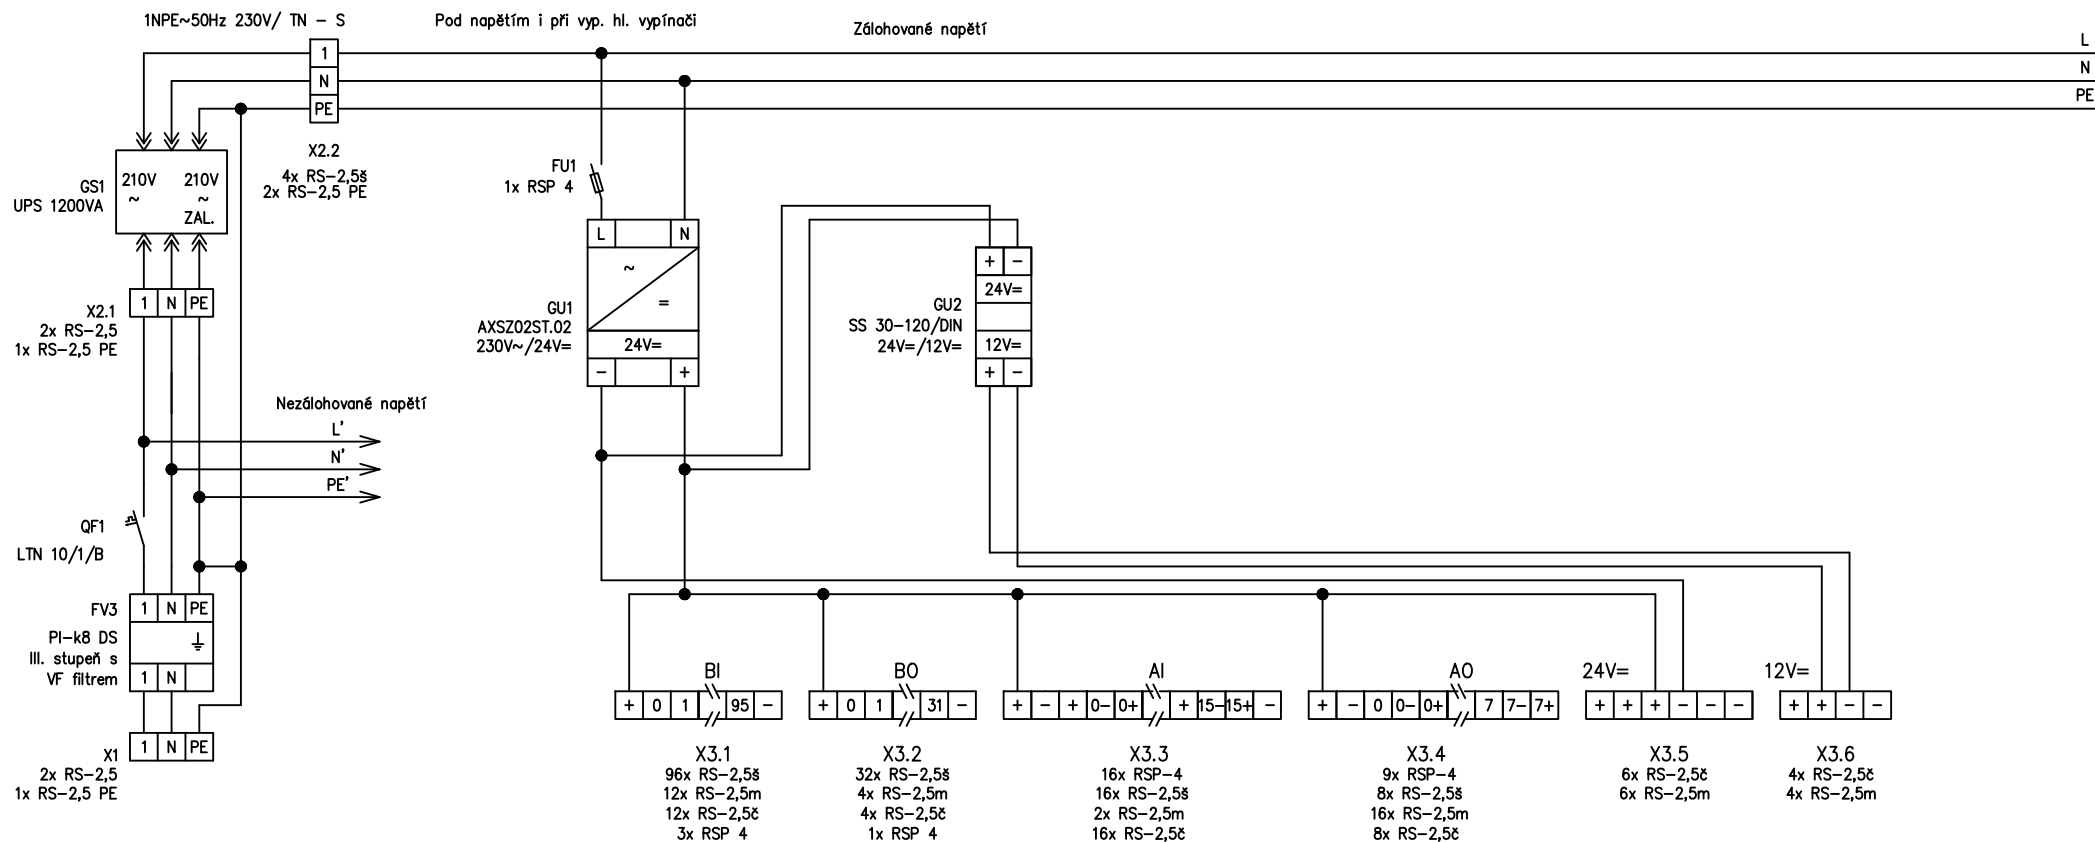 1NPE~50Hz 230V/ TN – S
Pod napětím i při vyp. hl. vypínači
Zálohované napětí
L
N
PE
1
N
PE
X2.2
4x RS–2,5š
2x RS–2,5 PE
GS1
UPS 1200VA
210V
~
210V
~
ZAL.
FU1
1x RSP 4
L
N
~
=
GU1
AXSZ02ST.02
230V~/24V=
24V=
–
+
+
–
24V=
GU2
SS 30–120/DIN
24V=/12V=
12V=
+
–
1
N
PE
X2.1
2x RS–2,5
1x RS–2,5 PE
Nezálohované napětí
L'
N'
PE'
QF1
LTN 10/1/B
FV3
1
N
PE
PI–k8 DS
III. stupeň s
VF filtrem
1
N
X1
1
N
PE
2x RS–2,5
1x RS–2,5 PE
BI
+ 0 1 95 –
X3.1
96x RS–2,5š
12x RS–2,5m
12x RS–2,5č
3x RSP 4
BO
+ 0 1 31 –
X3.2
32x RS–2,5š
4x RS–2,5m
4x RS–2,5č
1x RSP 4
AI
+ – + 0– 0+ + 15– 15+ –
X3.3
16x RSP–4
16x RS–2,5š
2x RS–2,5m
16x RS–2,5č
AO
+ – 0 0– 0+ 7 7– 7+
X3.4
9x RSP–4
8x RS–2,5š
16x RS–2,5m
8x RS–2,5č
24V=
+ + + – – –
X3.5
6x RS–2,5č
6x RS–2,5m
12V=
+ + – –
X3.6
4x RS–2,5č
4x RS–2,5m